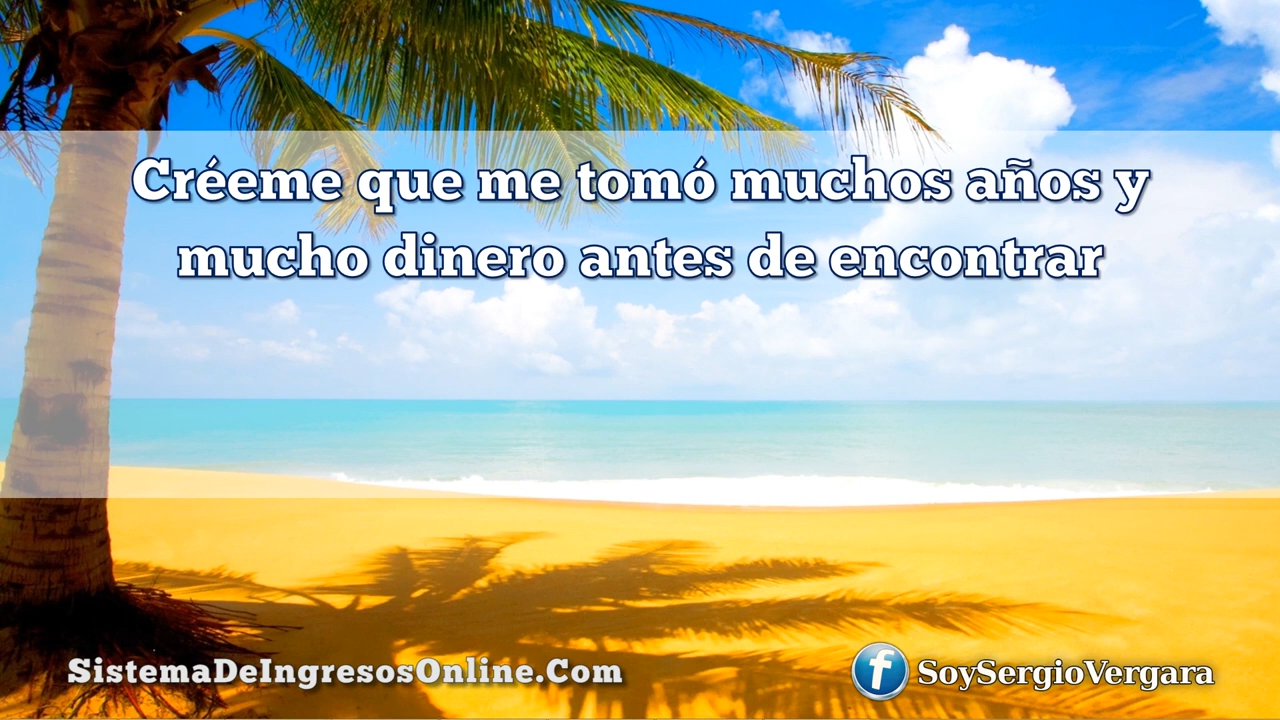 Créeme que me tomó muchos años y
mucho dinero antes de encontrar
SistemaDeIngresosOnline.Com
f SoySergioVergara